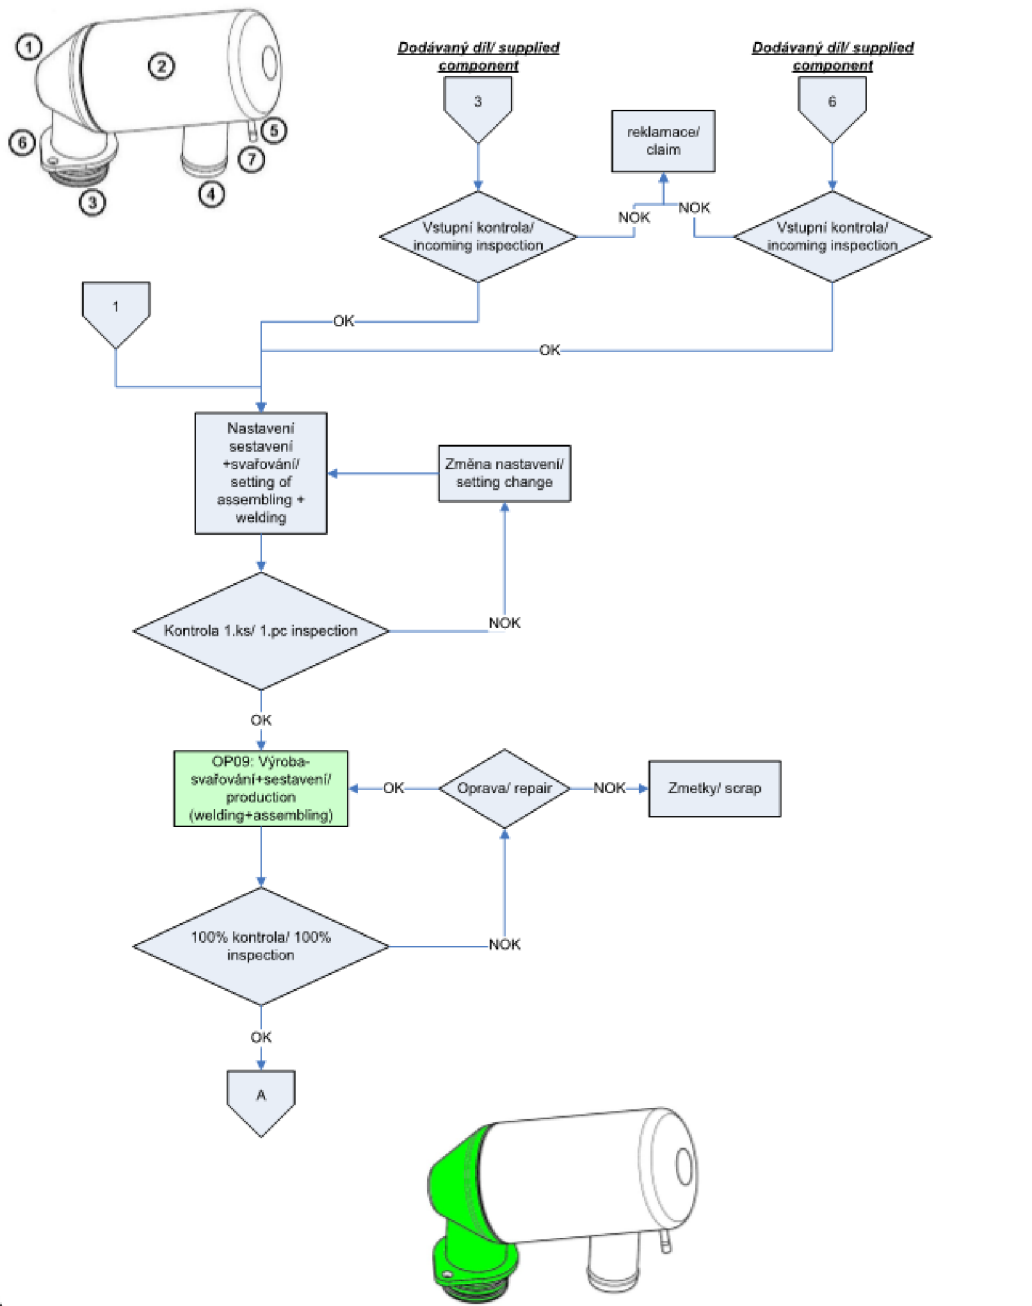 1
2
5
6
7
4
3
Dodávaný díl/ supplied
component
3
Dodávaný díl/ supplied
component
6
reklamace/
claim
Vstupní kontrola/
incoming inspection
NOK
NOK
Vstupní kontrola/
incoming inspection
1
OK
OK
Nastavení
sestavení
+svařování/
setting of
assembling +
welding
Změna nastavení/
setting change
Kontrola 1.ks/ 1.pc inspection
NOK
OK
OP09: Výroba-
svařování+sestavení/
production
(welding+assembling)
OK
Oprava/ repair
NOK
Zmetky/ scrap
100% kontrola/ 100%
inspection
NOK
OK
A